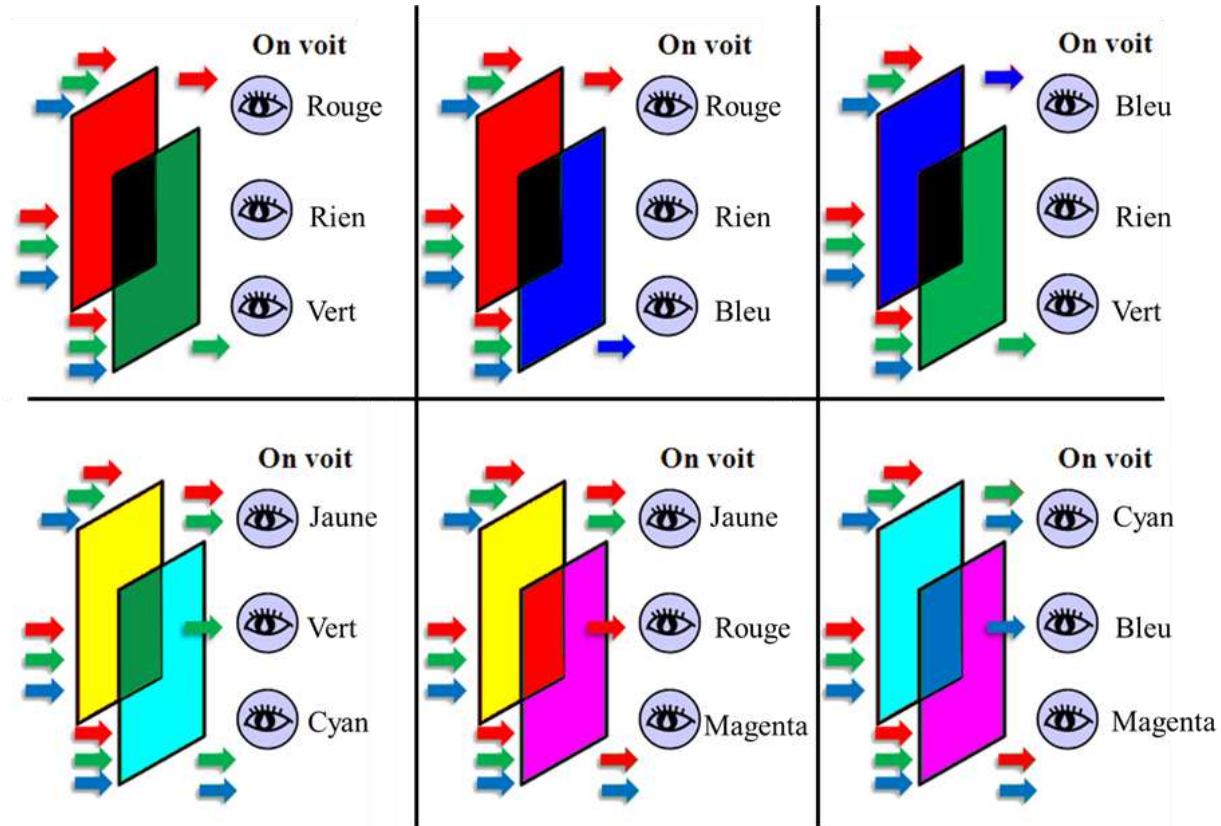 On voit
Rouge
Rien
Vert
On voit
Rouge
Rien
Bleu
On voit
Bleu
Rien
Vert
On voit
Jaune
Vert
Cyan
On voit
Jaune
Rouge
Magenta
On voit
Cyan
Bleu
Magenta